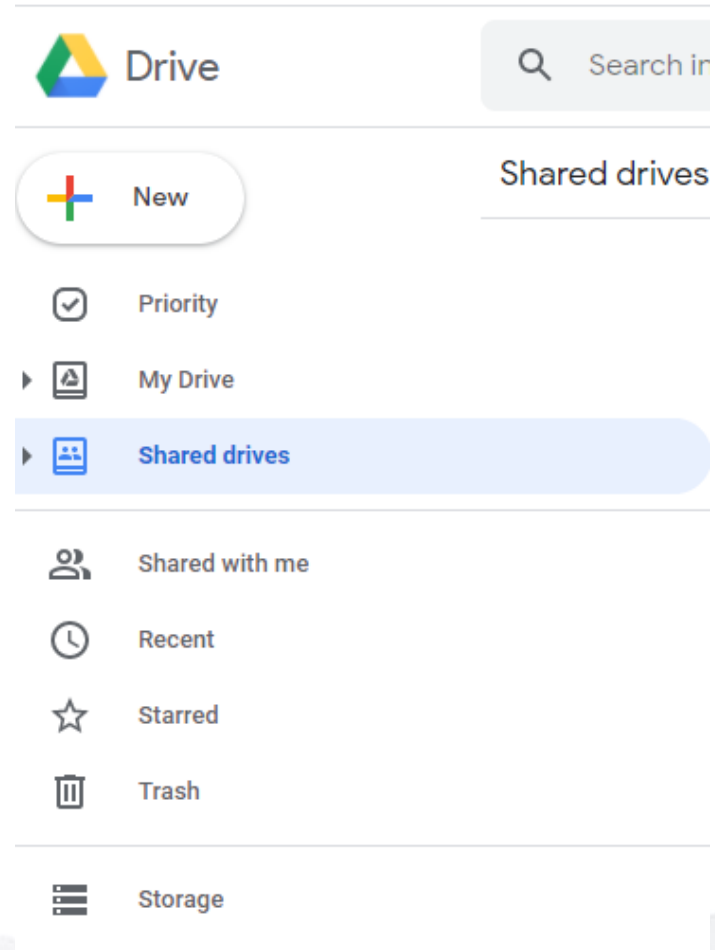 Drive
Search in
New
Shared drives
Priority
My Drive
Shared drives
Shared with me
Recent
Starred
Trash
Storage